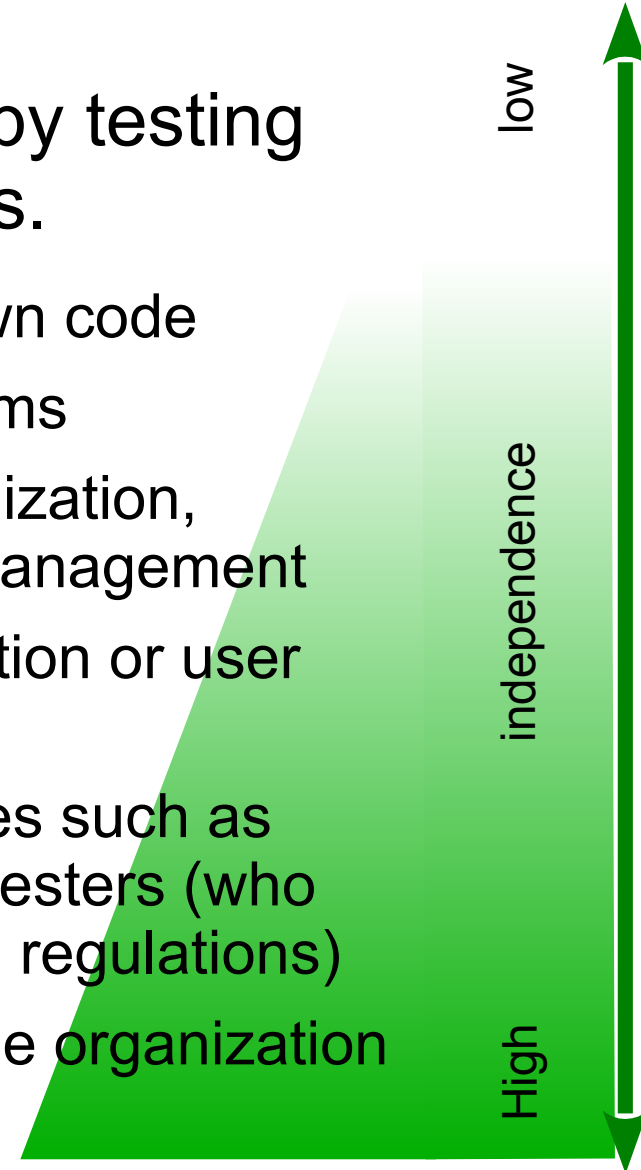 by testing
s.
wn code
ms
ization,
anagement
tion or user
es such as
esters (who
regulations)
e organization
low
independence
High